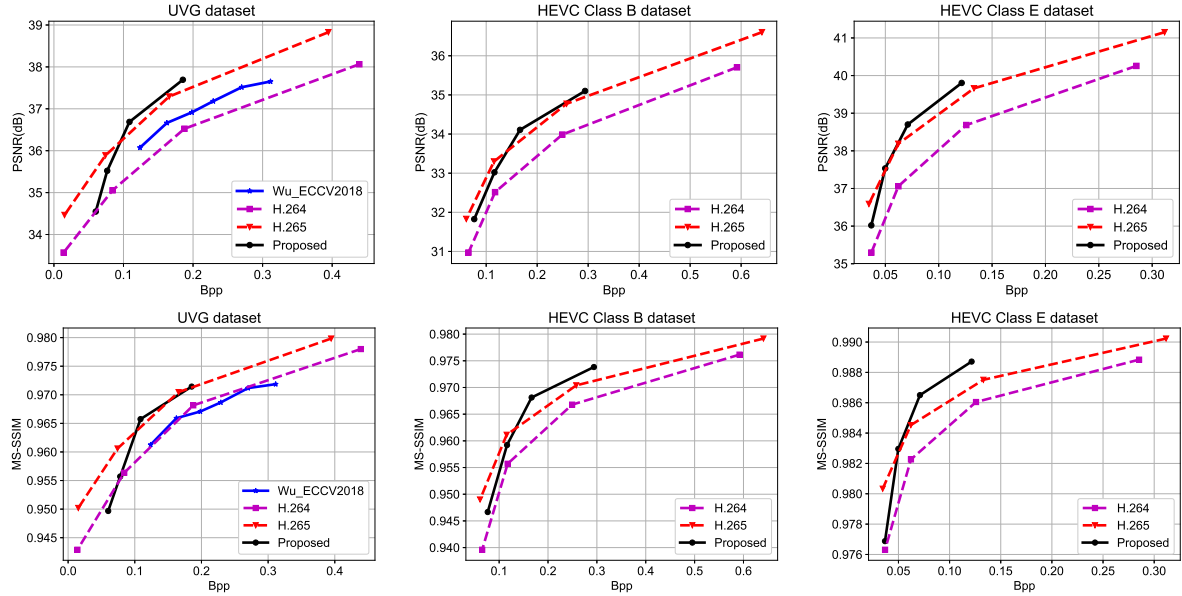 UVG dataset
39
38
37
36
35
34
PSNR(dB)
0.0 0.1 0.2 0.3 0.4
Bpp
Wu_ECCV2018
H.264
H.265
Proposed
HEVC Class B dataset
36
35
34
33
32
31
PSNR(dB)
0.1 0.2 0.3 0.4 0.5 0.6
Bpp
H.264
H.265
Proposed
HEVC Class E dataset
41
40
39
38
37
36
35
PSNR(dB)
0.05 0.10 0.15 0.20 0.25 0.30
Bpp
H.264
H.265
Proposed
UVG dataset
0.980
0.975
0.970
0.965
0.960
0.955
0.950
0.945
MS-SSIM
0.0 0.1 0.2 0.3 0.4
Bpp
Wu_ECCV2018
H.264
H.265
Proposed
HEVC Class B dataset
0.980
0.975
0.970
0.965
0.960
0.955
0.950
0.945
0.940
MS-SSIM
0.1 0.2 0.3 0.4 0.5 0.6
Bpp
H.264
H.265
Proposed
HEVC Class E dataset
0.990
0.988
0.986
0.984
0.982
0.980
0.978
0.976
MS-SSIM
0.05 0.10 0.15 0.20 0.25 0.30
Bpp
H.264
H.265
Proposed